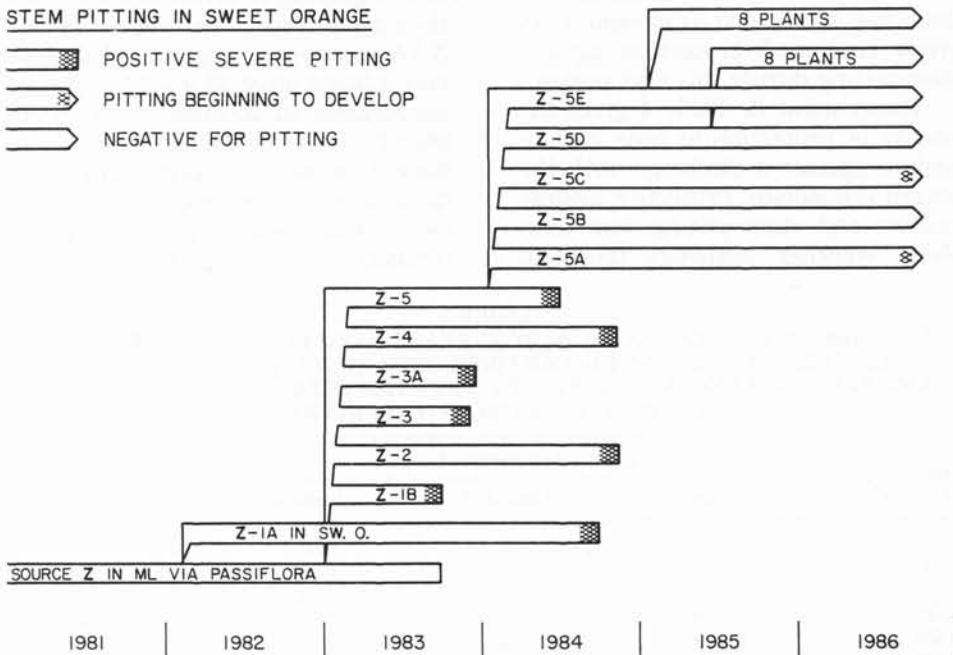 STEM PITTING IN SWEET ORANGE
POSITIVE SEVERE PITTING
PITTING BEGINNING TO DEVELOP
NEGATIVE FOR PITTING
8 PLANTS
8 PLANTS
Z-5E
Z-5D
Z-5C
Z-5B
Z-5A
Z-5
Z-4
Z-3A
Z-3
Z-2
Z-1B
Z-1A IN SW. O.
SOURCE Z IN ML VIA PASSIFLORA
1981 1982 1983 1984 1985 1986